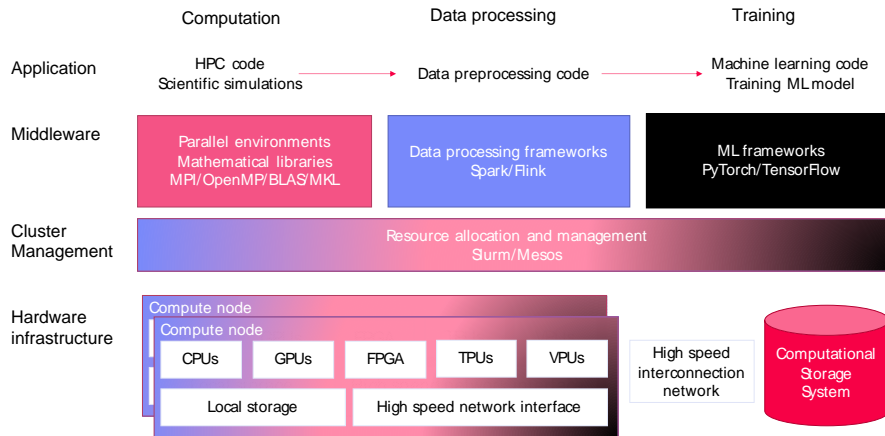 Computation
Data processing
Training
Application
HPC code
Scientific simulations
Data preprocessing code
Machine learning code
Training ML model
Middleware
Parallel environments
Mathematical libraries
MPI/OpenMP/BLAS/MKL
Data processing frameworks
Spark/Flink
ML frameworks
PyTorch/TensorFlow
Cluster
Management
Resource allocation and management
Slurm/Mesos
Hardware
infrastructure
Compute node
Compute node
CPUs
GPUs
FPGA
TPUs
VPUs
Local storage
High speed network interface
High speed
interconnection
network
Computational
Storage
System